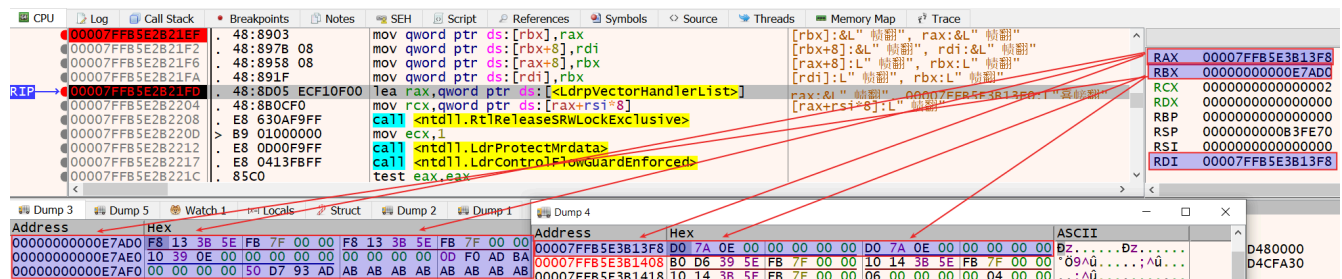 CPU Log Call Stack Breakpoints Notes SEH Script References Symbols Source Threads Memory Map Trace
00007FFB5E2B21EF . 48:8903 mov qword ptr ds:[rbx],rax [rbx]:&L" 帧翻", rax:&L" 帧翻"
00007FFB5E2B21F2 . 48:897B 08 mov qword ptr ds:[rbx+8],rdi [rbx+8]:&L" 帧翻", rdi:&L" 帧翻"
00007FFB5E2B21F6 . 48:8958 08 mov qword ptr ds:[rax+8],rbx [rax+8]:&L" 帧翻", rbx:L" 帧翻"
00007FFB5E2B21FA . 48:891F mov qword ptr ds:[rdi],rbx [rdi]:L" 帧翻", rbx:L" 帧翻"
RIP 00007FFB5E2B21FD . 48:8D05 ECF10F00 lea rax,qword ptr ds:[<LdrpVectorHandlerList>] rax:&L" 帧翻", 00007FFB5E3B13F0:L"
00007FFB5E2B2204 . 48:8B0CF0 mov rcx,qword ptr ds:[rax+rsi*8] [rax+rsi*8]:L" 帧翻"
00007FFB5E2B2208 . E8 630AF9FF call <ntdll.RtlReleaseSRWLockExclusive>
00007FFB5E2B220D > B9 01000000 mov ecx,1
00007FFB5E2B2212 . E8 0D00F9FF call <ntdll.LdrProtectMrdata>
00007FFB5E2B2217 . E8 0413FBFF call <ntdll.LdrControlFlowGuardEnforced>
00007FFB5E2B221C . 85C0 test eax,eax
RAX 00007FFB5E3B13F8
RBX 00000000000E7AD0
RCX 0000000000000002
RDX 0000000000000000
RBP 0000000000000000
RSP 000000000B3FE70
RSI 0000000000000000
RDI 00007FFB5E3B13F8
Dump 3 Dump 5 Watch 1 Locals Struct Dump 2 Dump 1
Address Hex
00000000000E7AD0 F8 13 3B 5E FB 7F 00 00 F8 13 3B 5E FB 7F 00 00
00000000000E7AE0 10 39 0E 00 00 00 00 00 00 00 00 00 0D F0 AD BA
00000000000E7AF0 00 00 00 00 50 D7 93 AD AB AB AB AB AB AB AB AB
Dump 4
Address Hex ASCII
00007FFB5E3B13F8 D0 7A 0E 00 00 00 00 00 D0 7A 0E 00 00 00 00 00 Ðz......Ðz......
00007FFB5E3B1408 B0 D6 39 5E FB 7F 00 00 10 14 3B 5E FB 7F 00 00 °Ö9^û.....;^û...
00007FFB5E3B1418 10 14 3B 5E FB 7F 00 00 06 00 00 00 00 04 00 00
D480000
D4CFA30